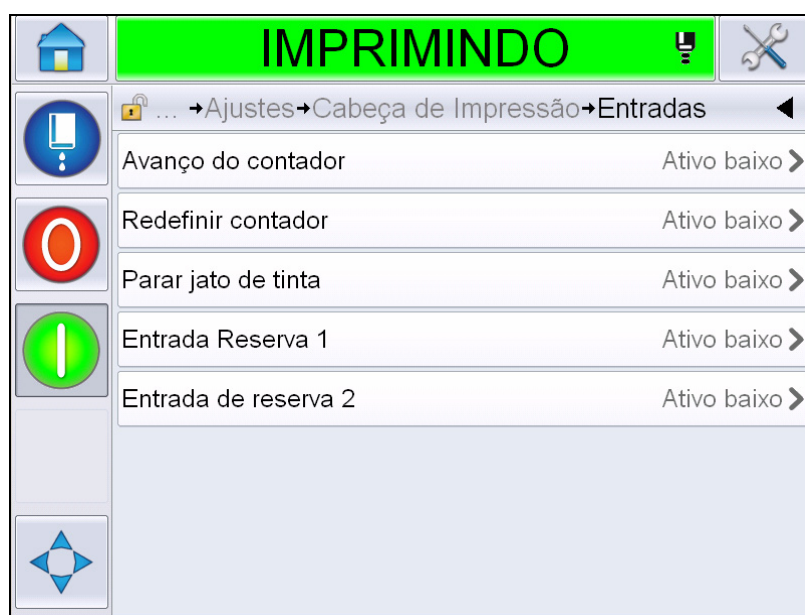 IMPRIMINDO
... →Ajustes→Cabeça de Impressão→Entradas
Avanço do contador Ativo baixo
Redefinir contador Ativo baixo
Parar jato de tinta Ativo baixo
Entrada Reserva 1 Ativo baixo
Entrada de reserva 2 Ativo baixo